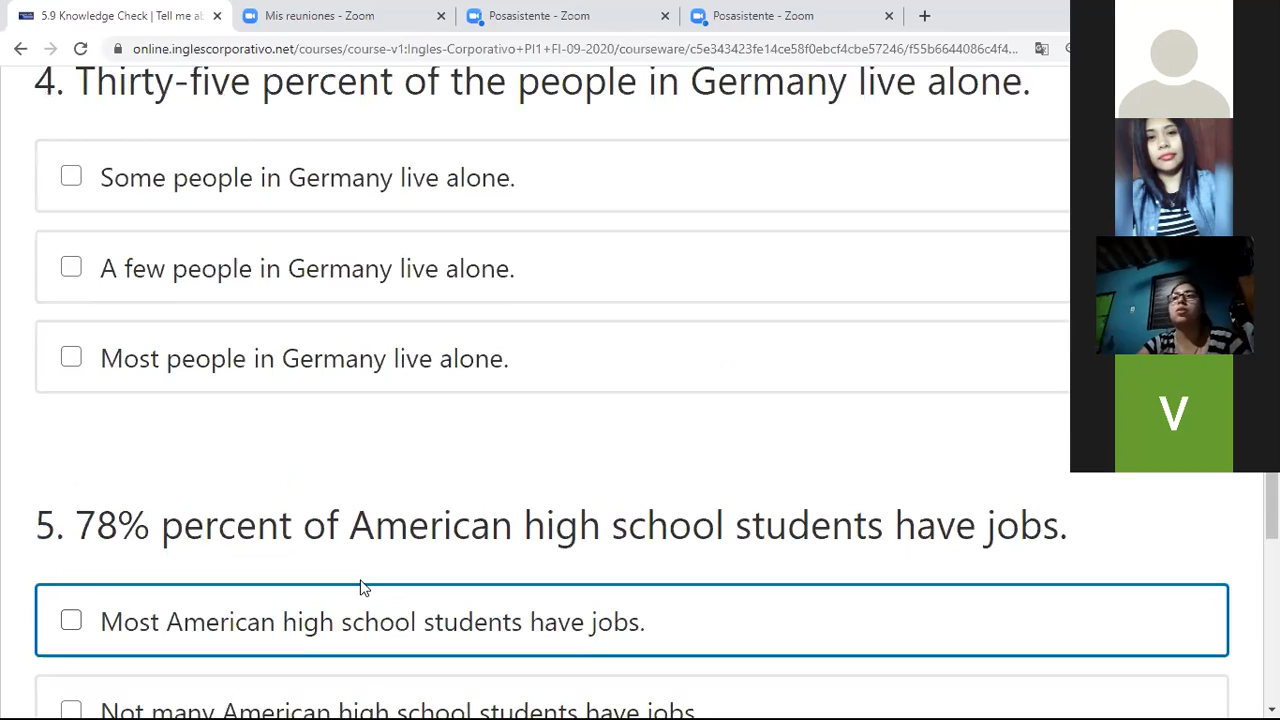 5.9 Knowledge Check | Tell me ab
Mis reuniones - Zoom
Posasistente - Zoom
Posasistente - Zoom
online.inglescorporativo.net/courses/course-v1:Ingles-Corporativo+PI1+FI-09-2020/courseware/c5e343423fe14ce58f0ebcf4cbe57246/f55b6644086c4f4...
4. Thirty-five percent of the people in Germany live alone.
Some people in Germany live alone.
A few people in Germany live alone.
Most people in Germany live alone.
V
5. 78% percent of American high school students have jobs.
Most American high school students have jobs.
Not many American high school students have jobs.